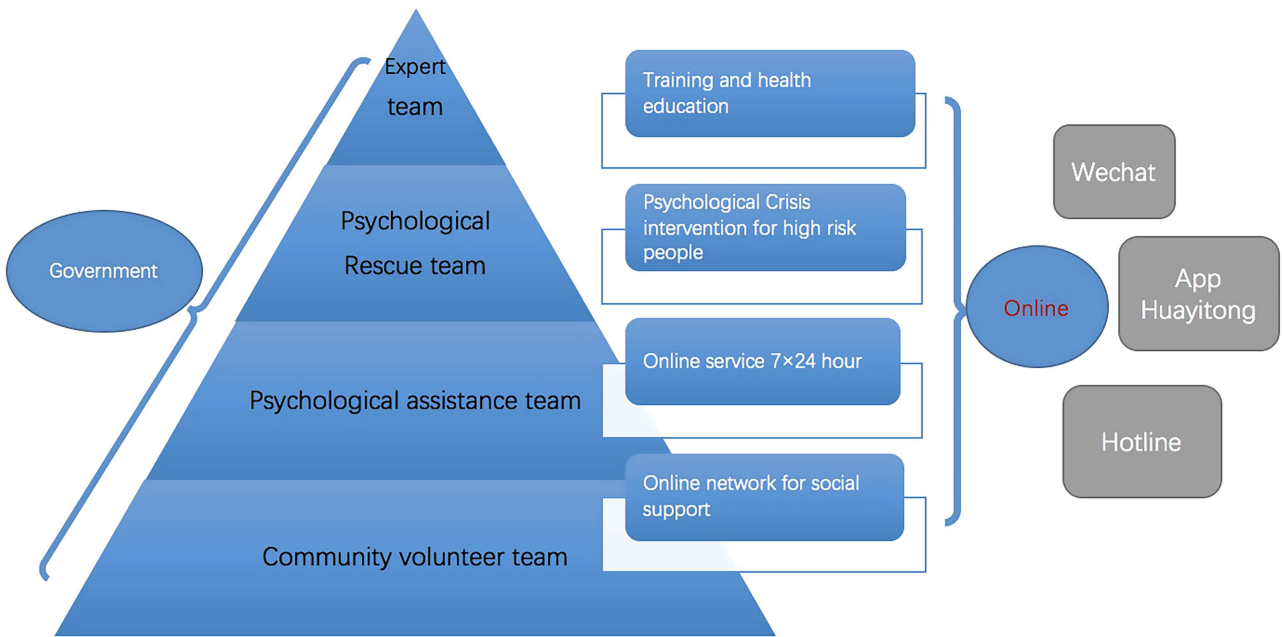 Government
Expert
team
Psychological
Rescue team
Psychological assistance team
Community volunteer team
Training and health
education
Psychological Crisis
intervention for high risk
people
Online service 7×24 hour
Online network for social
support
Online
Wechat
App
Huayitong
Hotline